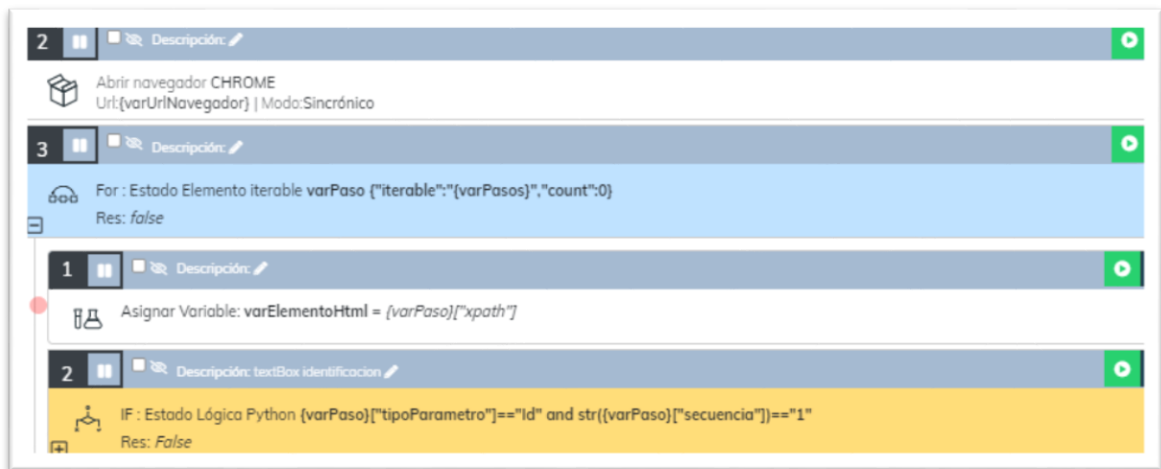 2 Descripción:
Abrir navegador CHROME
Url:{varUrlNavegador} | Modo:Sincrónico
3 Descripción:
For : Estado Elemento iterable varPaso {"iterable":"{varPasos}","count":0}
Res: false
1 Descripción:
Asignar Variable: varElementoHtml = {varPaso}["xpath"]
2 Descripción: textBox identificacion
IF : Estado Lógica Python {varPaso}["tipoParametro"]=="Id" and str({varPaso}["secuencia"])=="1"
Res: False